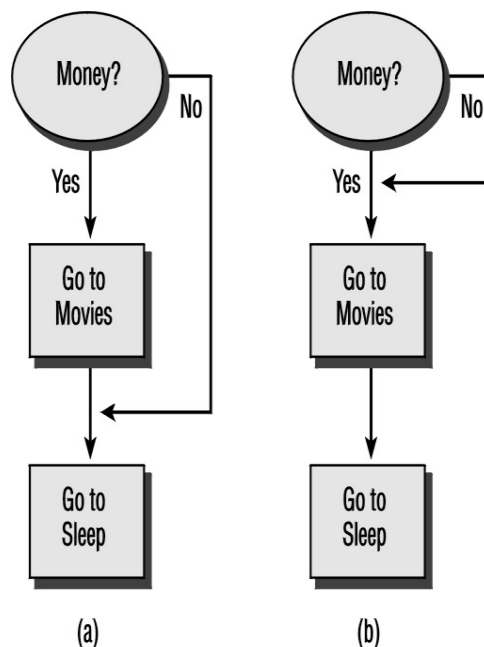 Money?
No
Yes
Go to
Movies
Go to
Sleep
(a)
Money?
No
Yes
Go to
Movies
Go to
Sleep
(b)